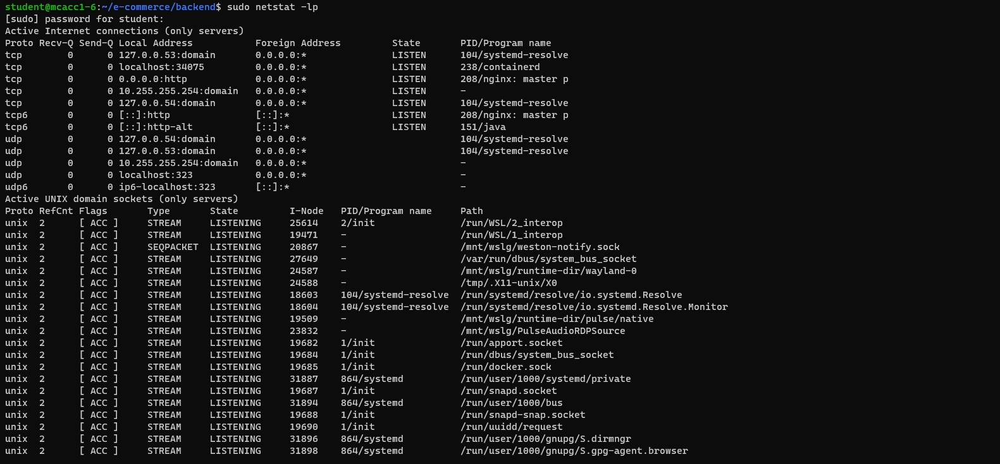 student@mcacc1-6:~/e-commerce/backend$ sudo netstat -lp
[sudo] password for student:
Active Internet connections (only servers)
Proto Recv-Q Send-Q Local Address           Foreign Address         State       PID/Program name
tcp        0      0 127.0.0.53:domain       0.0.0.0:*               LISTEN      104/systemd-resolve
tcp        0      0 localhost:34075         0.0.0.0:*               LISTEN      238/containerd
tcp        0      0 0.0.0.0:http            0.0.0.0:*               LISTEN      208/nginx: master p
tcp        0      0 10.255.255.254:domain   0.0.0.0:*               LISTEN      -
tcp        0      0 127.0.0.54:domain       0.0.0.0:*               LISTEN      104/systemd-resolve
tcp6       0      0 [::]:http               [::]:*                  LISTEN      208/nginx: master p
tcp6       0      0 [::]:http-alt           [::]:*                  LISTEN      151/java
udp        0      0 127.0.0.54:domain       0.0.0.0:*                           104/systemd-resolve
udp        0      0 127.0.0.53:domain       0.0.0.0:*                           104/systemd-resolve
udp        0      0 10.255.255.254:domain   0.0.0.0:*                           -
udp        0      0 localhost:323           0.0.0.0:*                           -
udp6       0      0 ip6-localhost:323       [::]:*                              -
Active UNIX domain sockets (only servers)
Proto RefCnt Flags       Type       State         I-Node   PID/Program name     Path
unix  2      [ ACC ]     STREAM     LISTENING     25614    2/init               /run/WSL/2_interop
unix  2      [ ACC ]     STREAM     LISTENING     19471    -                    /run/WSL/1_interop
unix  2      [ ACC ]     SEQPACKET  LISTENING     20867    -                    /mnt/wslg/weston-notify.sock
unix  2      [ ACC ]     STREAM     LISTENING     27649    -                    /var/run/dbus/system_bus_socket
unix  2      [ ACC ]     STREAM     LISTENING     24587    -                    /mnt/wslg/runtime-dir/wayland-0
unix  2      [ ACC ]     STREAM     LISTENING     24588    -                    /tmp/.X11-unix/X0
unix  2      [ ACC ]     STREAM     LISTENING     18603    104/systemd-resolve  /run/systemd/resolve/io.systemd.Resolve
unix  2      [ ACC ]     STREAM     LISTENING     18604    104/systemd-resolve  /run/systemd/resolve/io.systemd.Resolve.Monitor
unix  2      [ ACC ]     STREAM     LISTENING     19509    -                    /mnt/wslg/runtime-dir/pulse/native
unix  2      [ ACC ]     STREAM     LISTENING     23832    -                    /mnt/wslg/PulseAudioRDPSource
unix  2      [ ACC ]     STREAM     LISTENING     19682    1/init               /run/apport.socket
unix  2      [ ACC ]     STREAM     LISTENING     19684    1/init               /run/dbus/system_bus_socket
unix  2      [ ACC ]     STREAM     LISTENING     19685    1/init               /run/docker.sock
unix  2      [ ACC ]     STREAM     LISTENING     31887    864/systemd          /run/user/1000/systemd/private
unix  2      [ ACC ]     STREAM     LISTENING     19687    1/init               /run/snapd.socket
unix  2      [ ACC ]     STREAM     LISTENING     31894    864/systemd          /run/user/1000/bus
unix  2      [ ACC ]     STREAM     LISTENING     19688    1/init               /run/snapd-snap.socket
unix  2      [ ACC ]     STREAM     LISTENING     19690    1/init               /run/uuidd/request
unix  2      [ ACC ]     STREAM     LISTENING     31896    864/systemd          /run/user/1000/gnupg/S.dirmngr
unix  2      [ ACC ]     STREAM     LISTENING     31898    864/systemd          /run/user/1000/gnupg/S.gpg-agent.browser